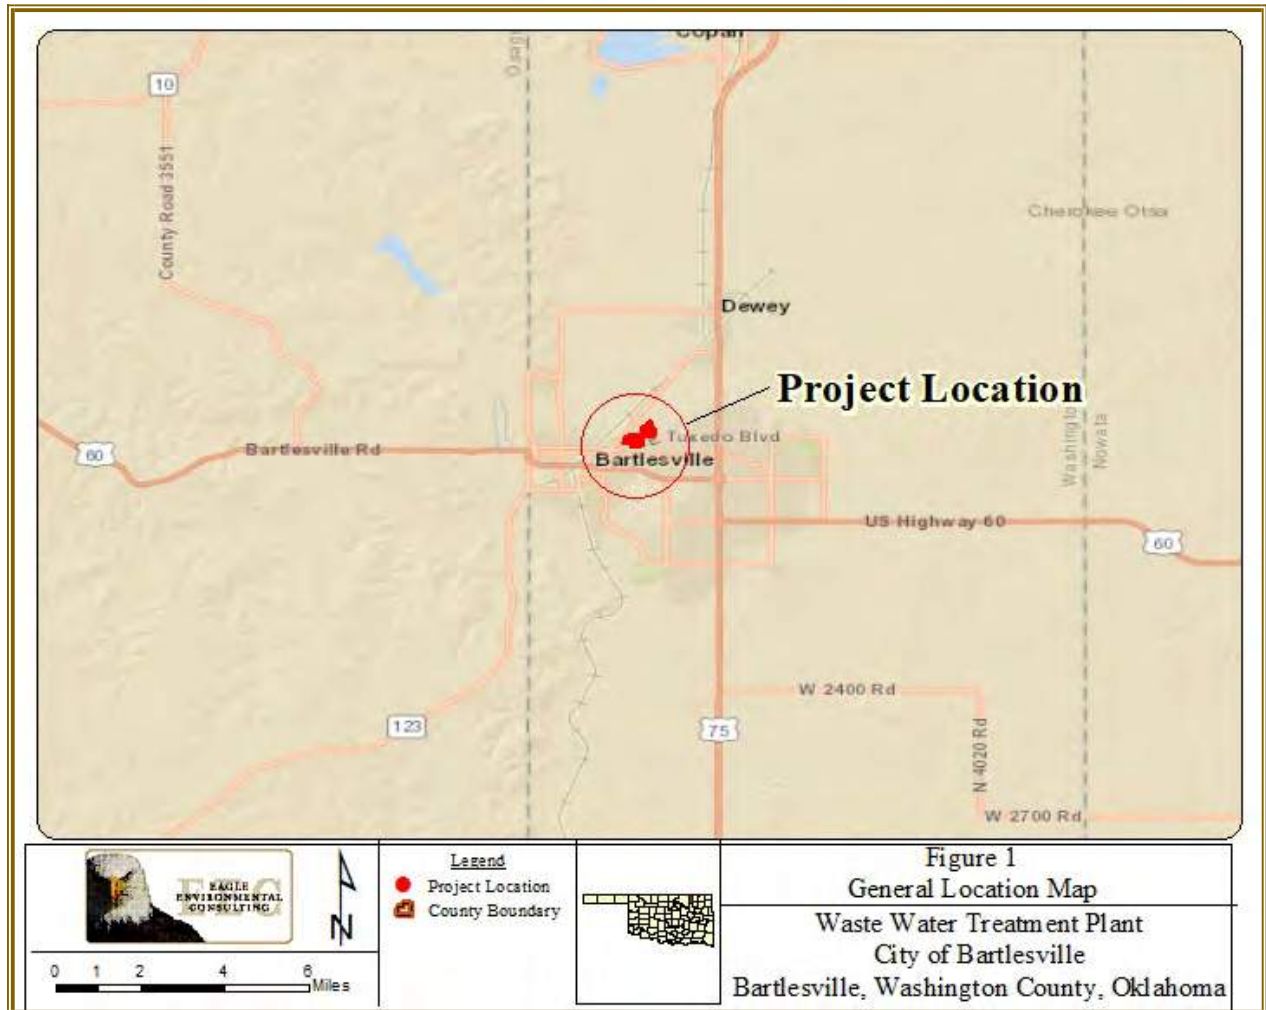 Copan
Osage
10
County Road 3551
Cherokee Otsa
Dewey
Project Location
Tuxedo Blvd
Bartlesville
Bartlesville Rd
60
Washington
Nowata
US Highway 60
60
W 2400 Rd
123
75
N 4020 Rd
W 2700 Rd
EAGLE
ENVIRONMENTAL
CONSULTING
N
0 1 2 4 6
Miles
Legend
Project Location
County Boundary
Figure 1
General Location Map
Waste Water Treatment Plant
City of Bartlesville
Bartlesville, Washington County, Oklahoma